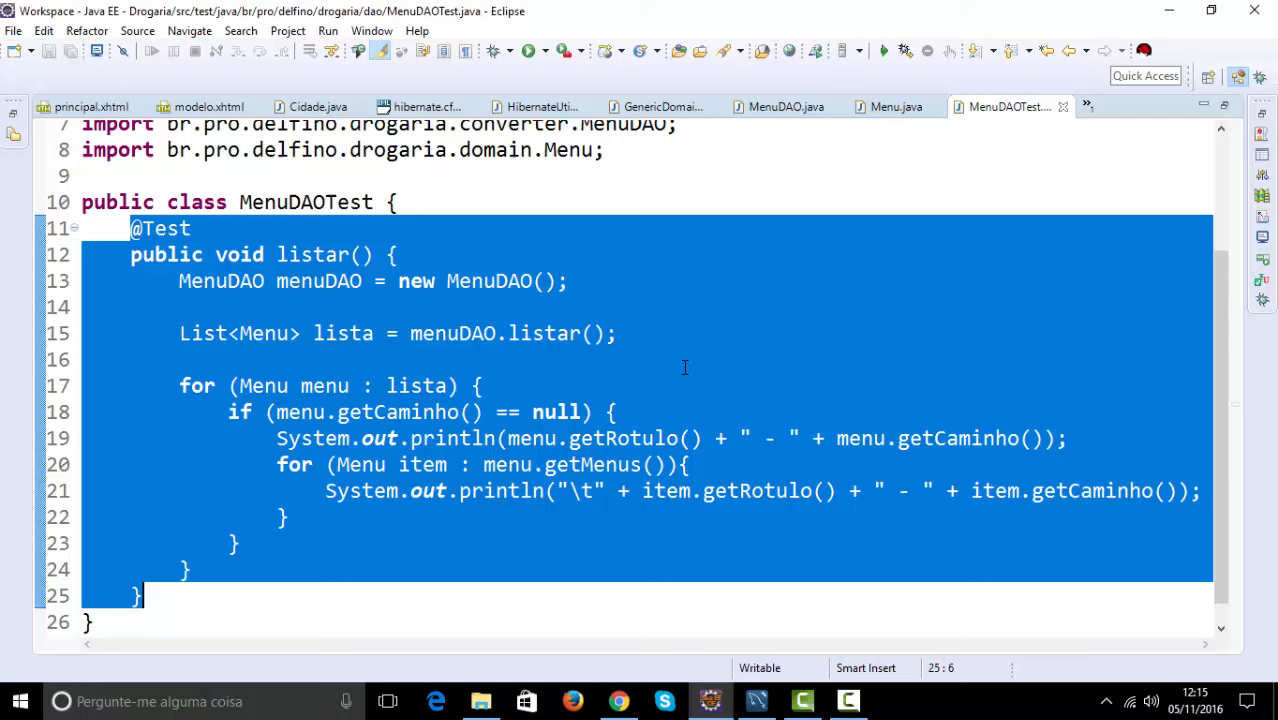 Workspace - Java EE - Drogaria/src/test/java/br/pro/delfino/drogaria/dao/MenuDAOTest.java - Eclipse
File Edit Refactor Source Navigate Search Project Run Window Help
Quick Access
principal.xhtml modelo.xhtml Cidade.java hibernate.cf... HibernateUti... GenericDomai... MenuDAO.java Menu.java MenuDAOTest.... »1
7 import br.pro.delfino.drogaria.converter.MenuDAO;
8 import br.pro.delfino.drogaria.domain.Menu;
9
10 public class MenuDAOTest {
11 @Test
12 public void listar() {
13 MenuDAO menuDAO = new MenuDAO();
14
15 List<Menu> lista = menuDAO.listar();
16
17 for (Menu menu : lista) {
18 if (menu.getCaminho() == null) {
19 System.out.println(menu.getRotulo() + " - " + menu.getCaminho());
20 for (Menu item : menu.getMenus()){
21 System.out.println("\t" + item.getRotulo() + " - " + item.getCaminho());
22 }
23 }
24 }
25 }
26 }
Writable Smart Insert 25 : 6
Pergunte-me alguma coisa
12:15
05/11/2016